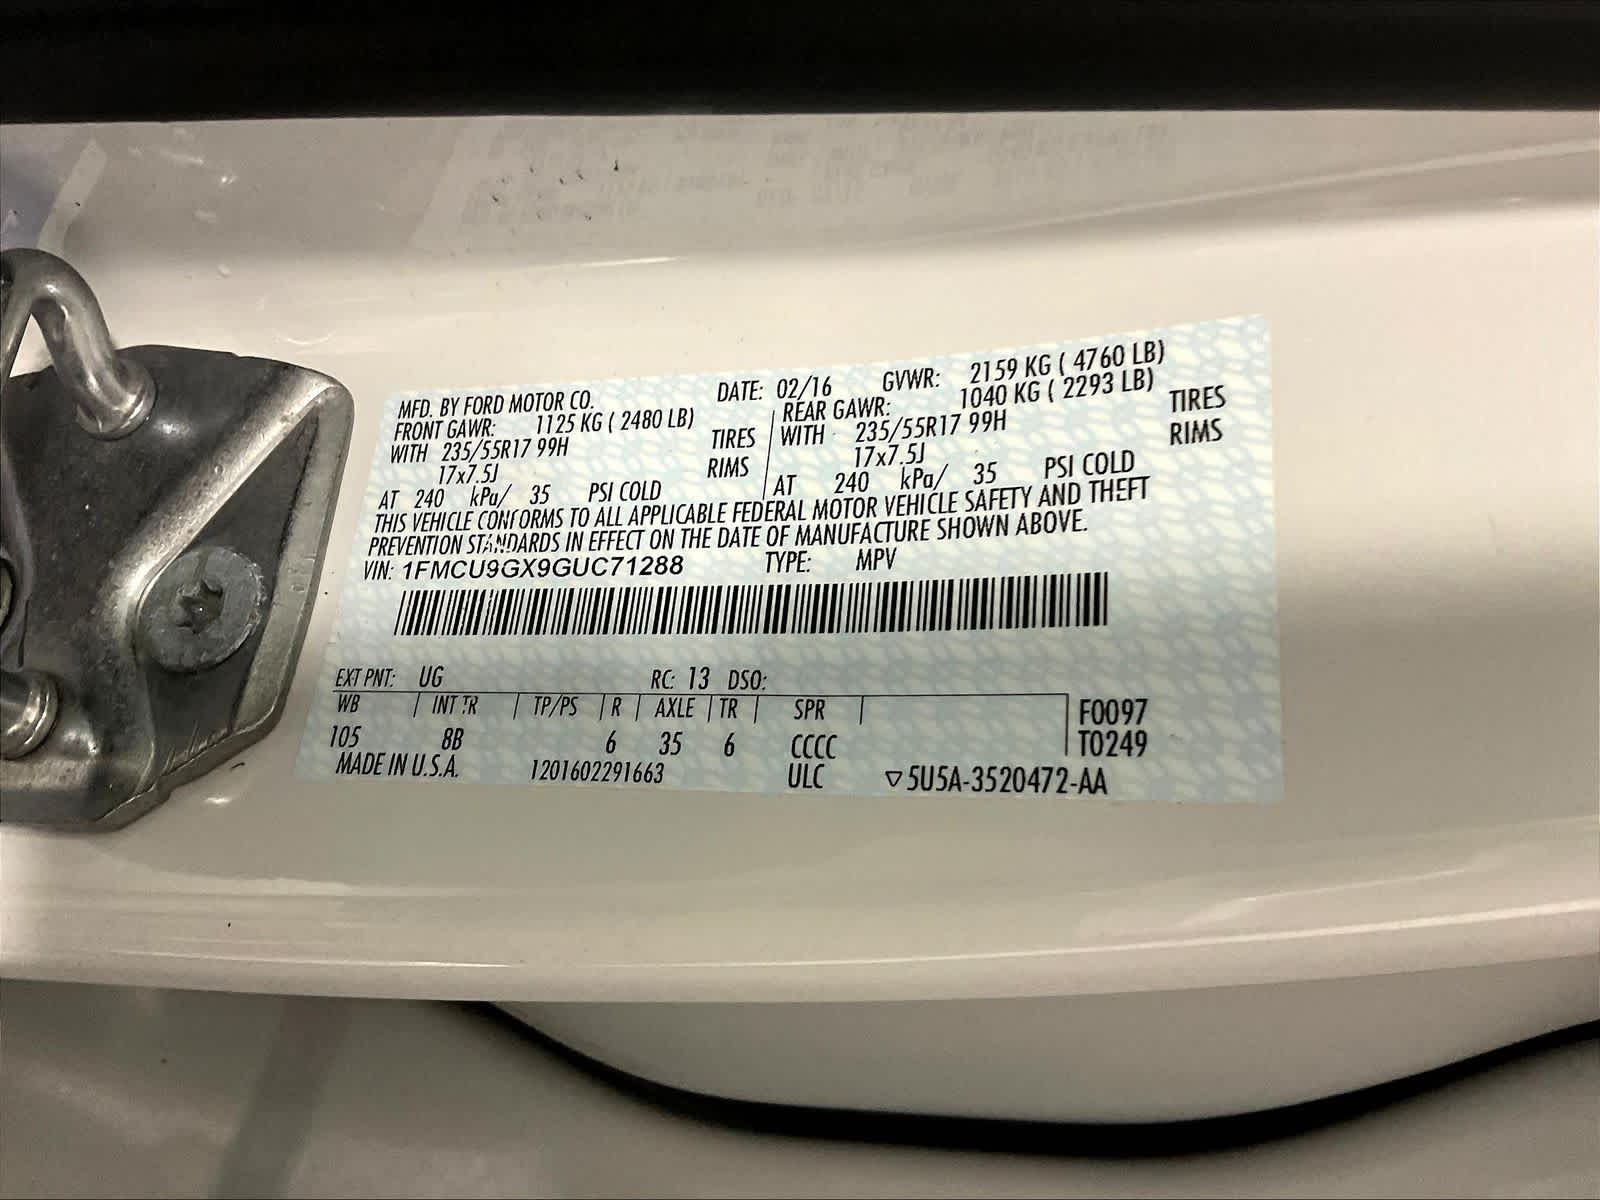 MFD. BY FORD MOTOR CO. DATE: 02/16 GVWR: 2159 KG ( 4760 LB)
FRONT GAWR: 1125 KG ( 2480 LB) REAR GAWR: 1040 KG ( 2293 LB)
WITH 235/55R17 99H TIRES WITH 235/55R17 99H TIRES
17x7.5J RIMS 17x7.5J RIMS
AT 240 kPa/ 35 PSI COLD AT 240 kPa/ 35 PSI COLD
THIS VEHICLE CONFORMS TO ALL APPLICABLE FEDERAL MOTOR VEHICLE SAFETY AND THEFT
PREVENTION STANDARDS IN EFFECT ON THE DATE OF MANUFACTURE SHOWN ABOVE.
VIN: 1FMCU9GX9GUC71288 TYPE: MPV
EXT PNT: UG RC: 13 DSO:
WB INT TR TP/PS R AXLE TR SPR F0097
105 8B 6 35 6 CCCC T0249
MADE IN U.S.A. 1201602291663 ULC ▽5U5A-3520472-AA